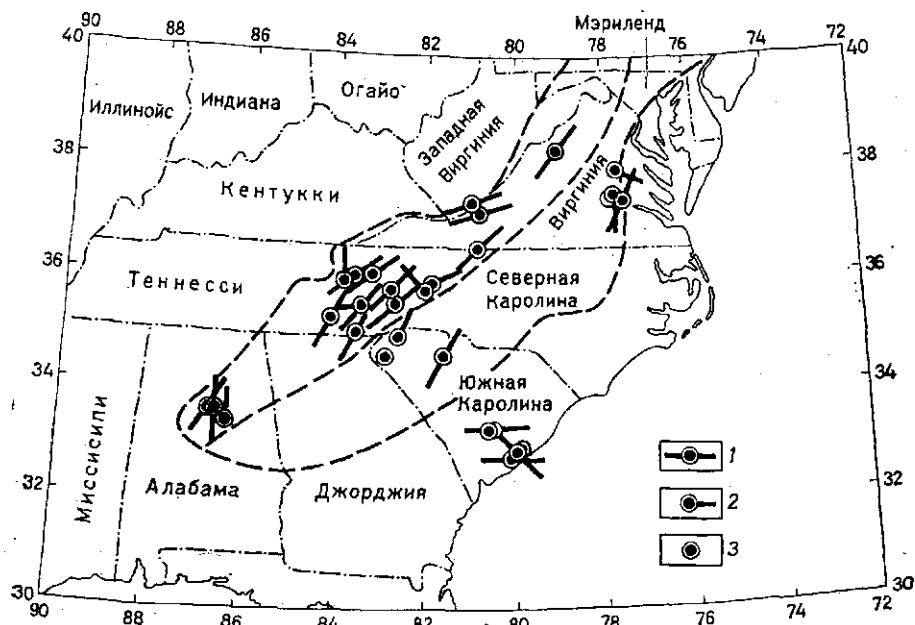 Мэриленд
90 88 86 84 82 80 78 77 76 74 72
40 40
Огайо
Индиана
Иллинойс
Западная
Виргиния
38 38
Кентукки
Виргиния
36 36
Теннесси
Северная
Каролина
34 34
Южная
Каролина
Миссисипи
Алабама
Джорджия
32 32
1
2
3
30 30
90 88 86 84 82 80 78 76 74 72